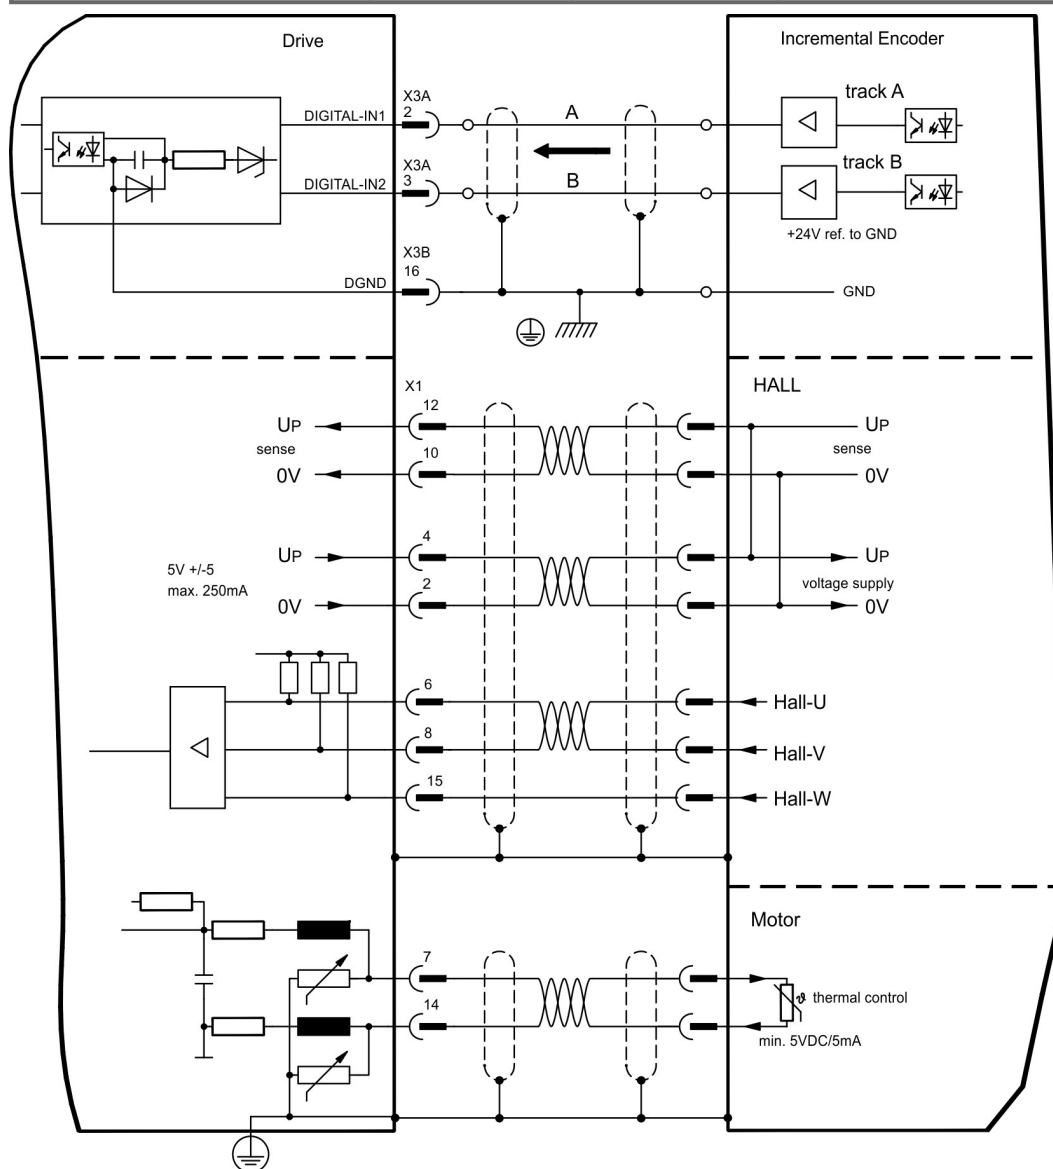 Drive
Incremental Encoder
X3A
2
DIGITAL-IN1
A
track A
X3A
3
DIGITAL-IN2
B
track B
+24V ref. to GND
X3B
16
DGND
GND
X1
HALL
12
UP
UP
sense
sense
10
0V
0V
4
UP
UP
5V +/-5
max. 250mA
voltage supply
2
0V
0V
6
Hall-U
8
Hall-V
15
Hall-W
Motor
7
ϑ thermal control
14
min. 5VDC/5mA